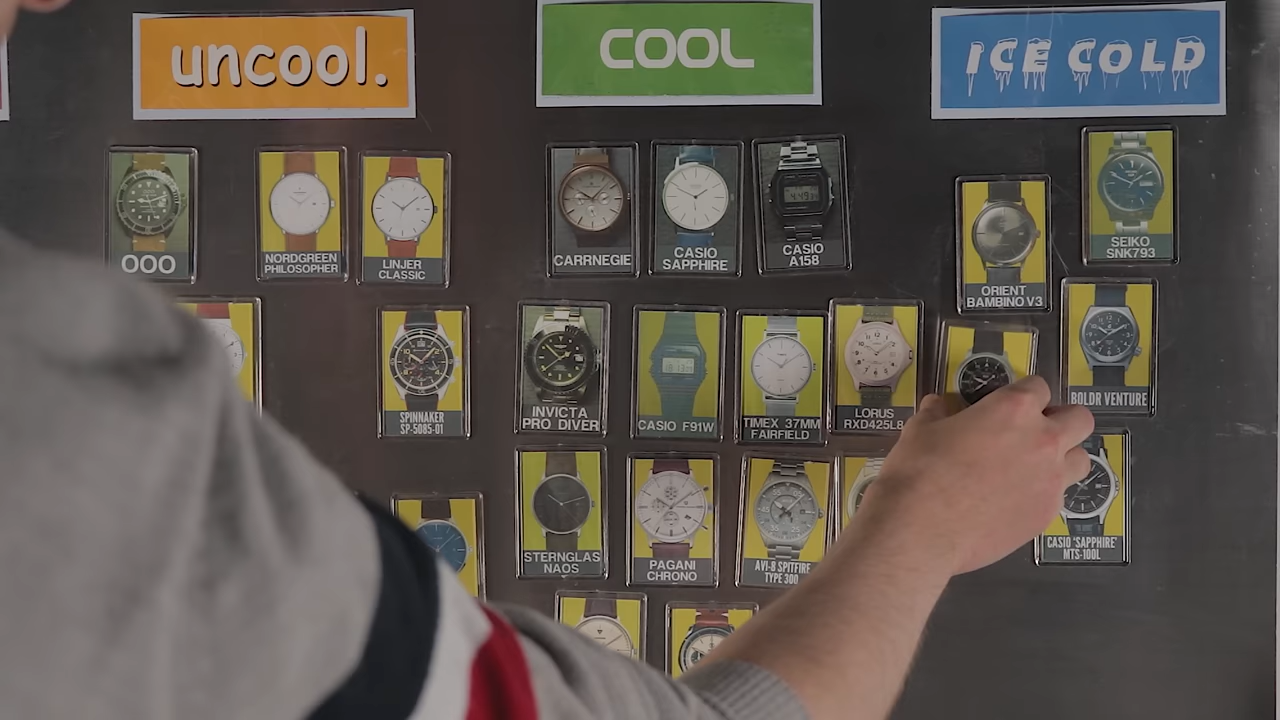 uncool.
COOL
ICE COLD
OOO
NORDGREEN
PHILOSOPHER
LINJER
CLASSIC
CARRNEGIE
CASIO
SAPPHIRE
CASIO
A158
ORIENT
BAMBINO V3
SEIKO
SNK793
SPINNAKER
SP-5085-01
INVICTA
PRO DIVER
CASIO F91W
TIMEX 37MM
FAIRFIELD
LORUS
RXD425L8
BOLDR VENTURE
STERNGLAS
NAOS
PAGANI
CHRONO
AVI-8 SPITFIRE
TYPE 300
CASIO 'SAPPHIRE'
MTS-100L